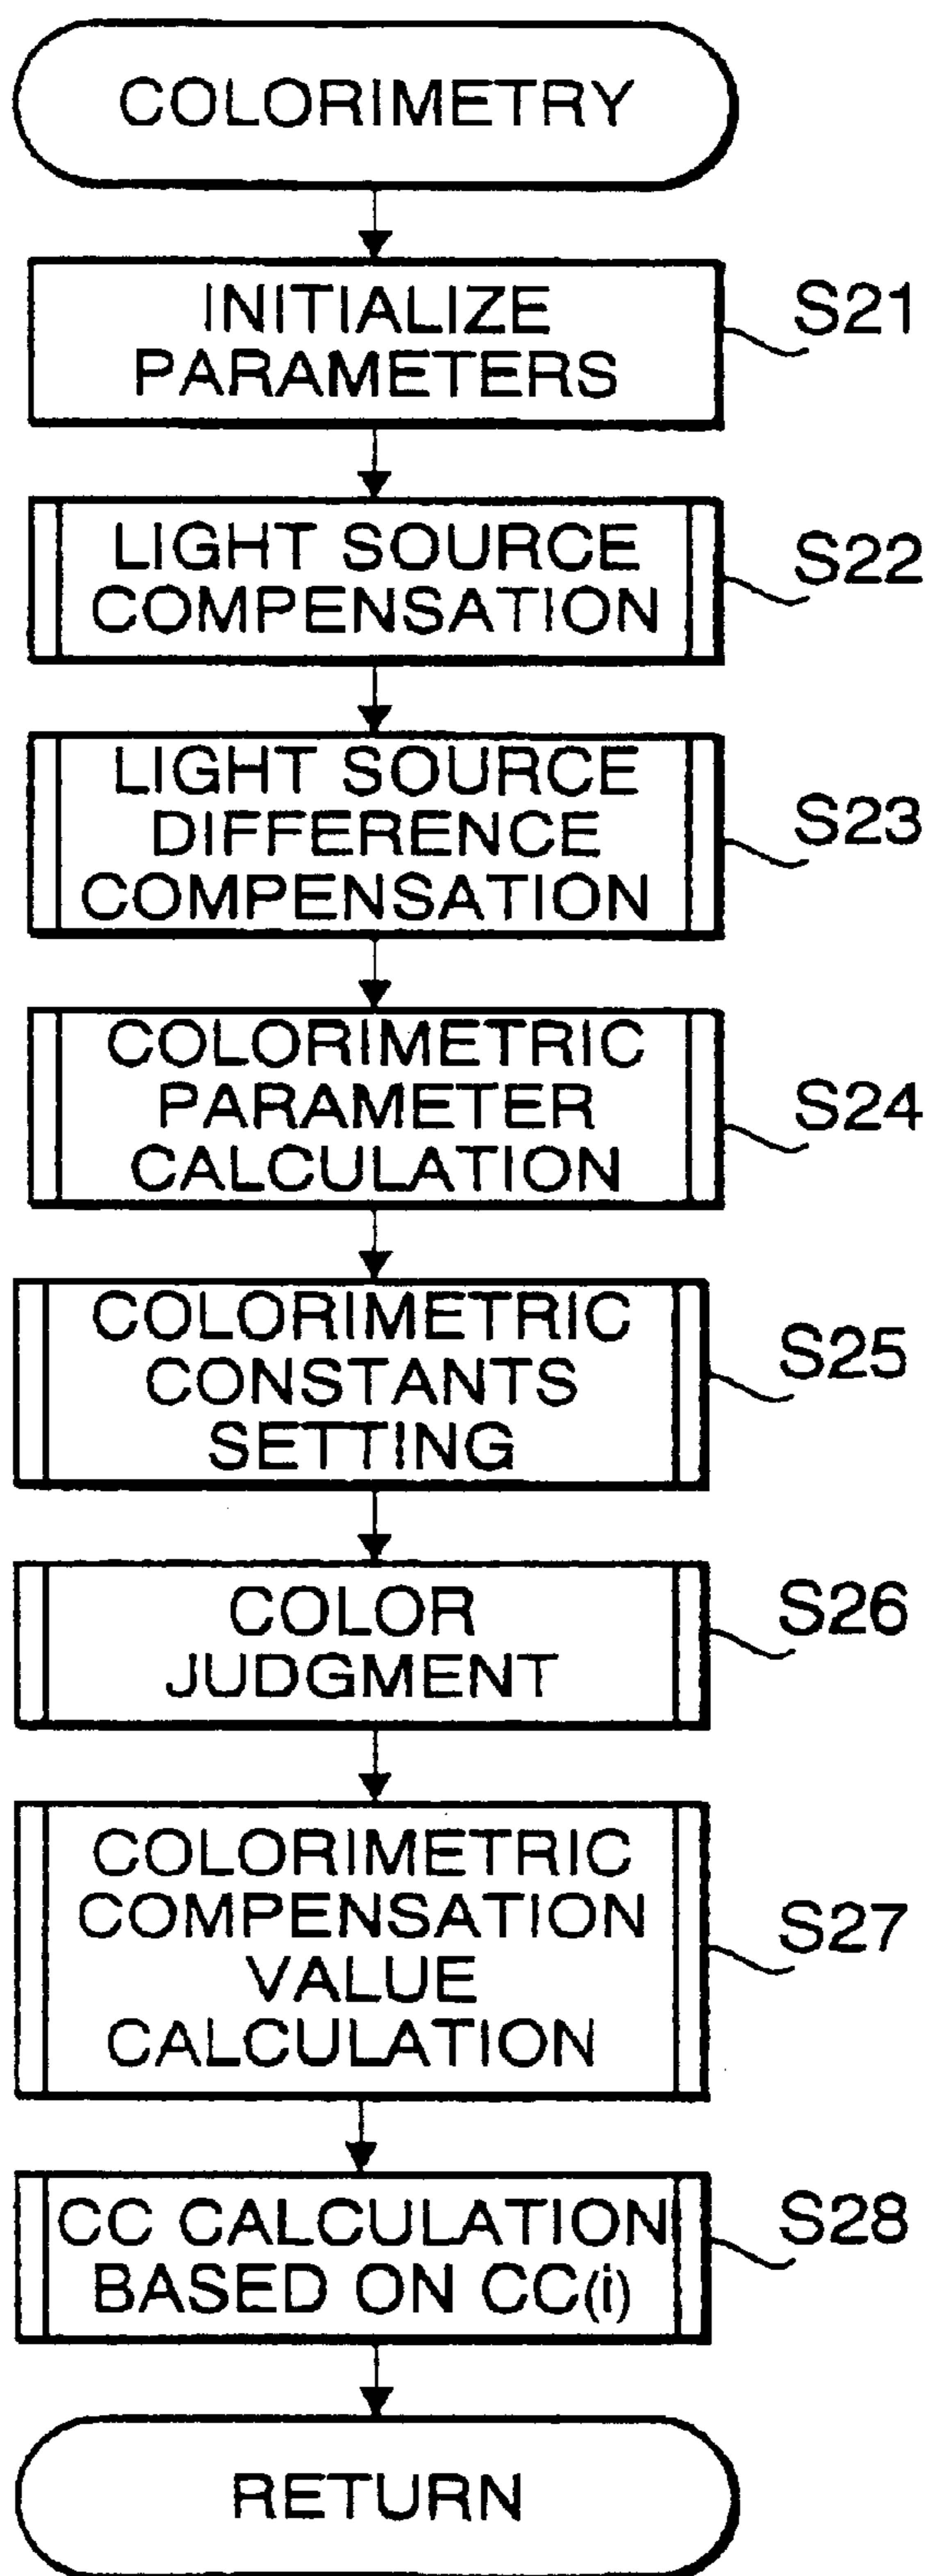 COLORIMETRY
INITIALIZE
PARAMETERS
S21
LIGHT SOURCE
COMPENSATION
S22
LIGHT SOURCE
DIFFERENCE
COMPENSATION
S23
COLORIMETRIC
PARAMETER
CALCULATION
S24
COLORIMETRIC
CONSTANTS
SETTING
S25
COLOR
JUDGMENT
S26
COLORIMETRIC
COMPENSATION
VALUE
CALCULATION
S27
CC CALCULATION
BASED ON CC(i)
S28
RETURN